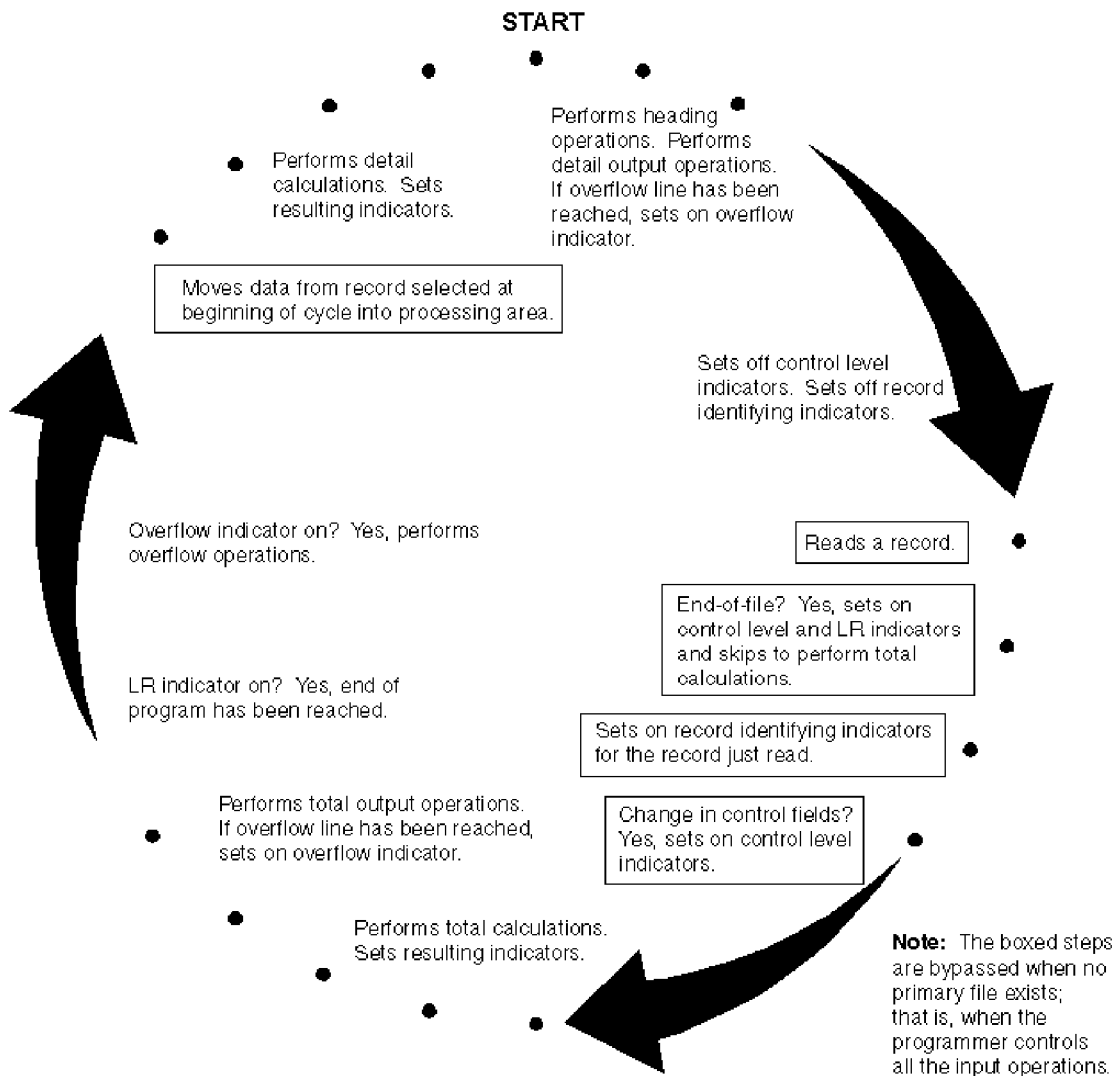 START
Performs heading
operations. Performs
detail output operations.
If overflow line has been
reached, sets on overflow
indicator.
Sets off control level
indicators. Sets off record
identifying indicators.
Reads a record.
End-of-file? Yes, sets on
control level and LR indicators
and skips to perform total
calculations.
Sets on record identifying indicators
for the record just read.
Change in control fields?
Yes, sets on control level
indicators.
Performs total calculations.
Sets resulting indicators.
Performs total output operations.
If overflow line has been reached,
sets on overflow indicator.
LR indicator on? Yes, end of
program has been reached.
Overflow indicator on? Yes, performs
overflow operations.
Moves data from record selected at
beginning of cycle into processing area.
Performs detail
calculations. Sets
resulting indicators.
Note: The boxed steps
are bypassed when no
primary file exists;
that is, when the
programmer controls
all the input operations.